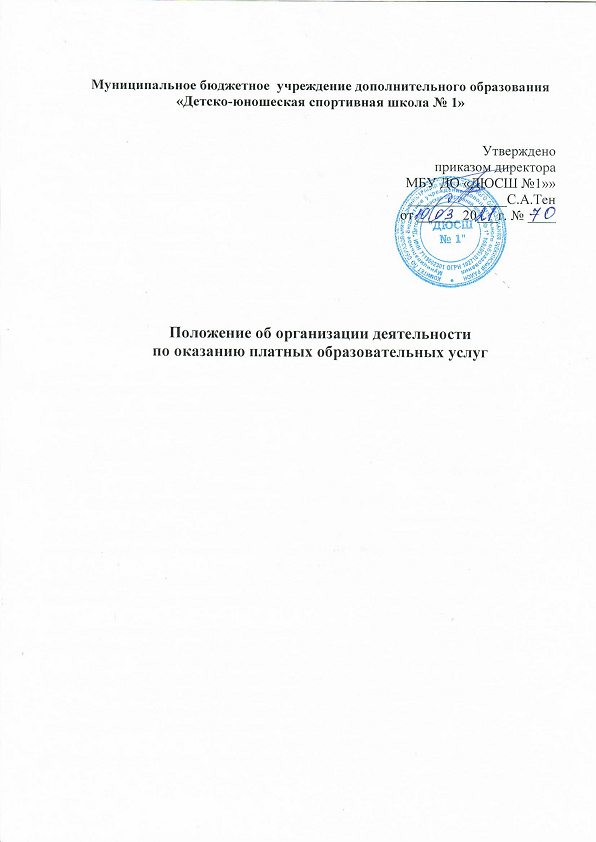 Муниципальное бюджетное учреждение дополнительного образования
«Детско-юношеская спортивная школа № 1»
Утверждено
приказом директора
МБУ ДО «ДЮСШ №1»»
С.А.Тен
от 10 03 2021 г. № 70
"ДЮСШ
№ 1"
Положение об организации деятельности
по оказанию платных образовательных услуг